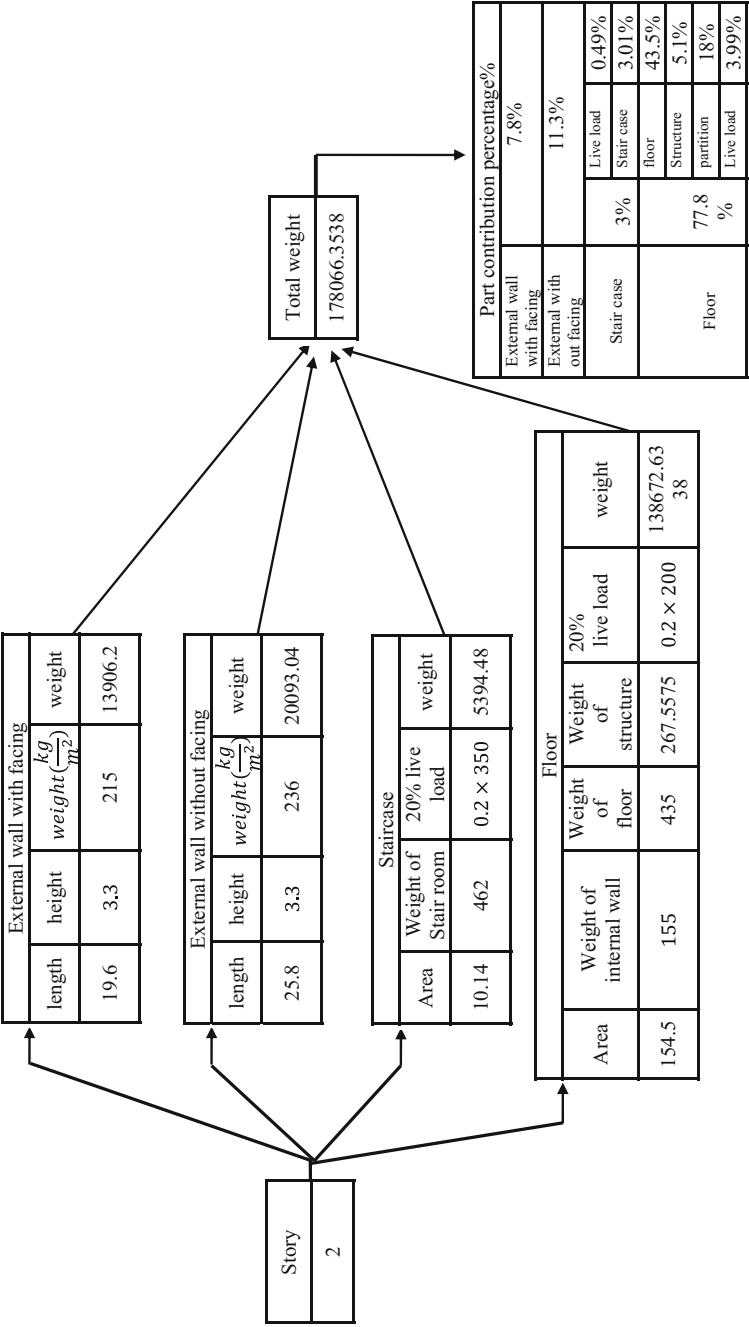 Story
2
External wall with facing
length height weight(kg/m²) weight
19.6 3.3 215 13906.2
External wall without facing
length height weight(kg/m²) weight
25.8 3.3 236 20093.04
Staircase
Area Weight of Stair room 20% live load weight
10.14 462 0.2 × 350 5394.48
Floor
Area Weight of internal wall Weight of floor Weight of structure 20% live load weight
154.5 155 435 267.5575 0.2 × 200 138672.63
38
Total weight
178066.3538
Part contribution percentage%
External wall with facing 7.8%
External with out facing 11.3%
Stair case 3% Live load 0.49%
Stair case 3.01%
Floor 77.8 % floor 43.5%
Structure 5.1%
partition 18%
Live load 3.99%